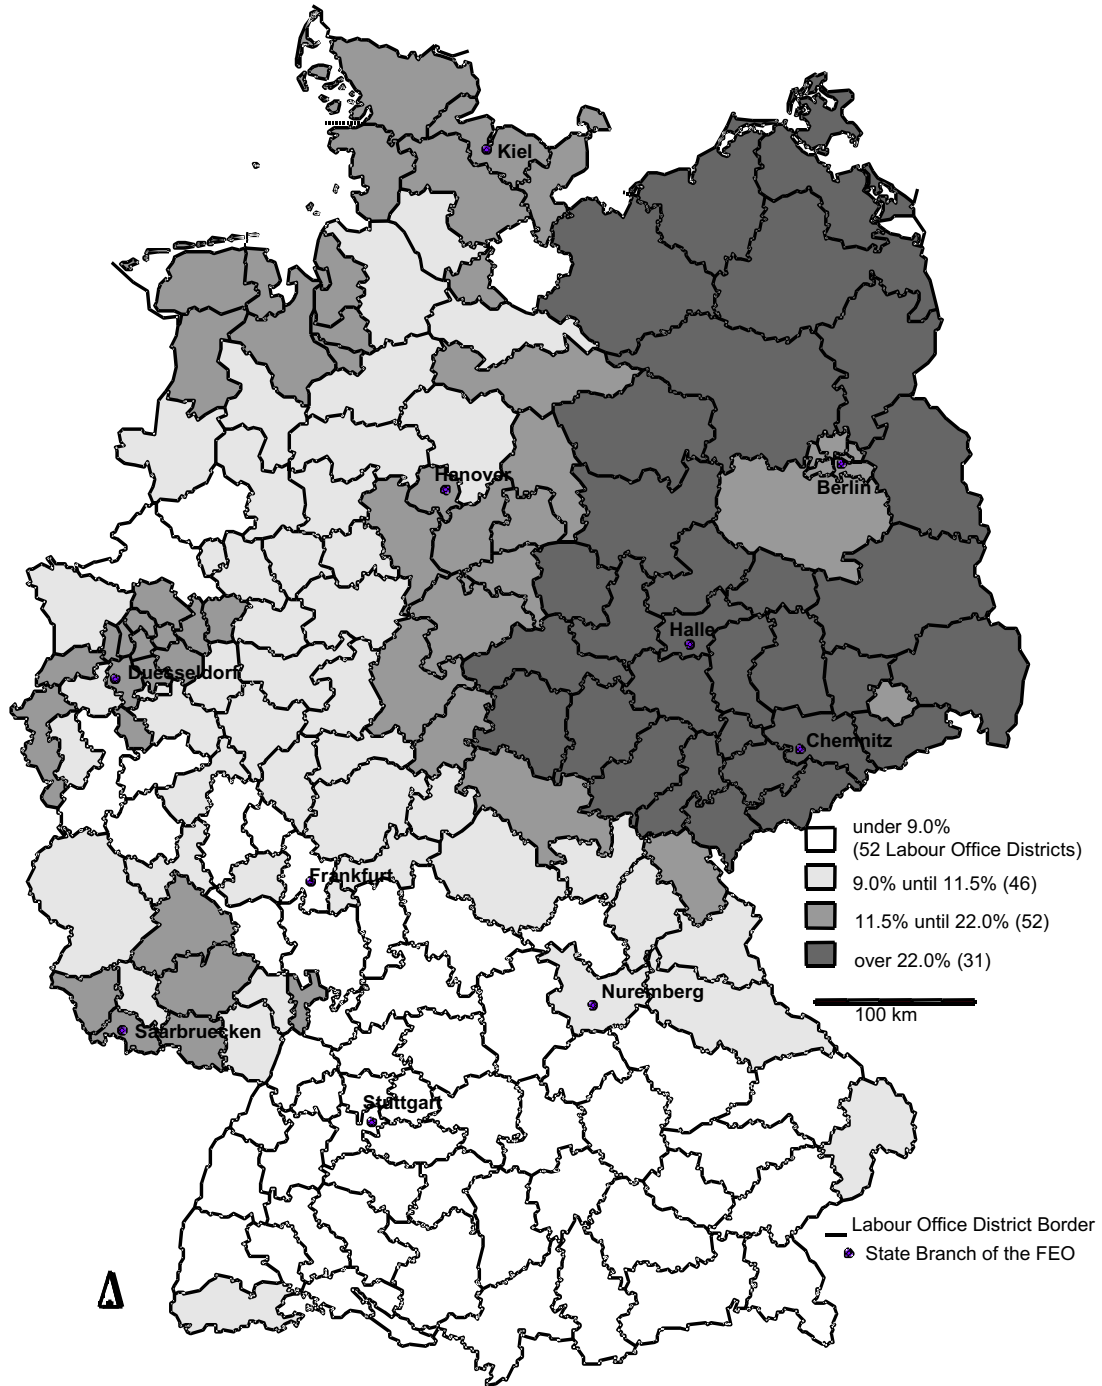 Kiel
Hanover
Berlin
Halle
Duesseldorf
Chemnitz
under 9.0%
(52 Labour Office Districts)
Frankfurt
9.0% until 11.5% (46)
11.5% until 22.0% (52)
over 22.0% (31)
Nuremberg
100 km
Saarbruecken
Stuttgart
Labour Office District Border
State Branch of the FEO